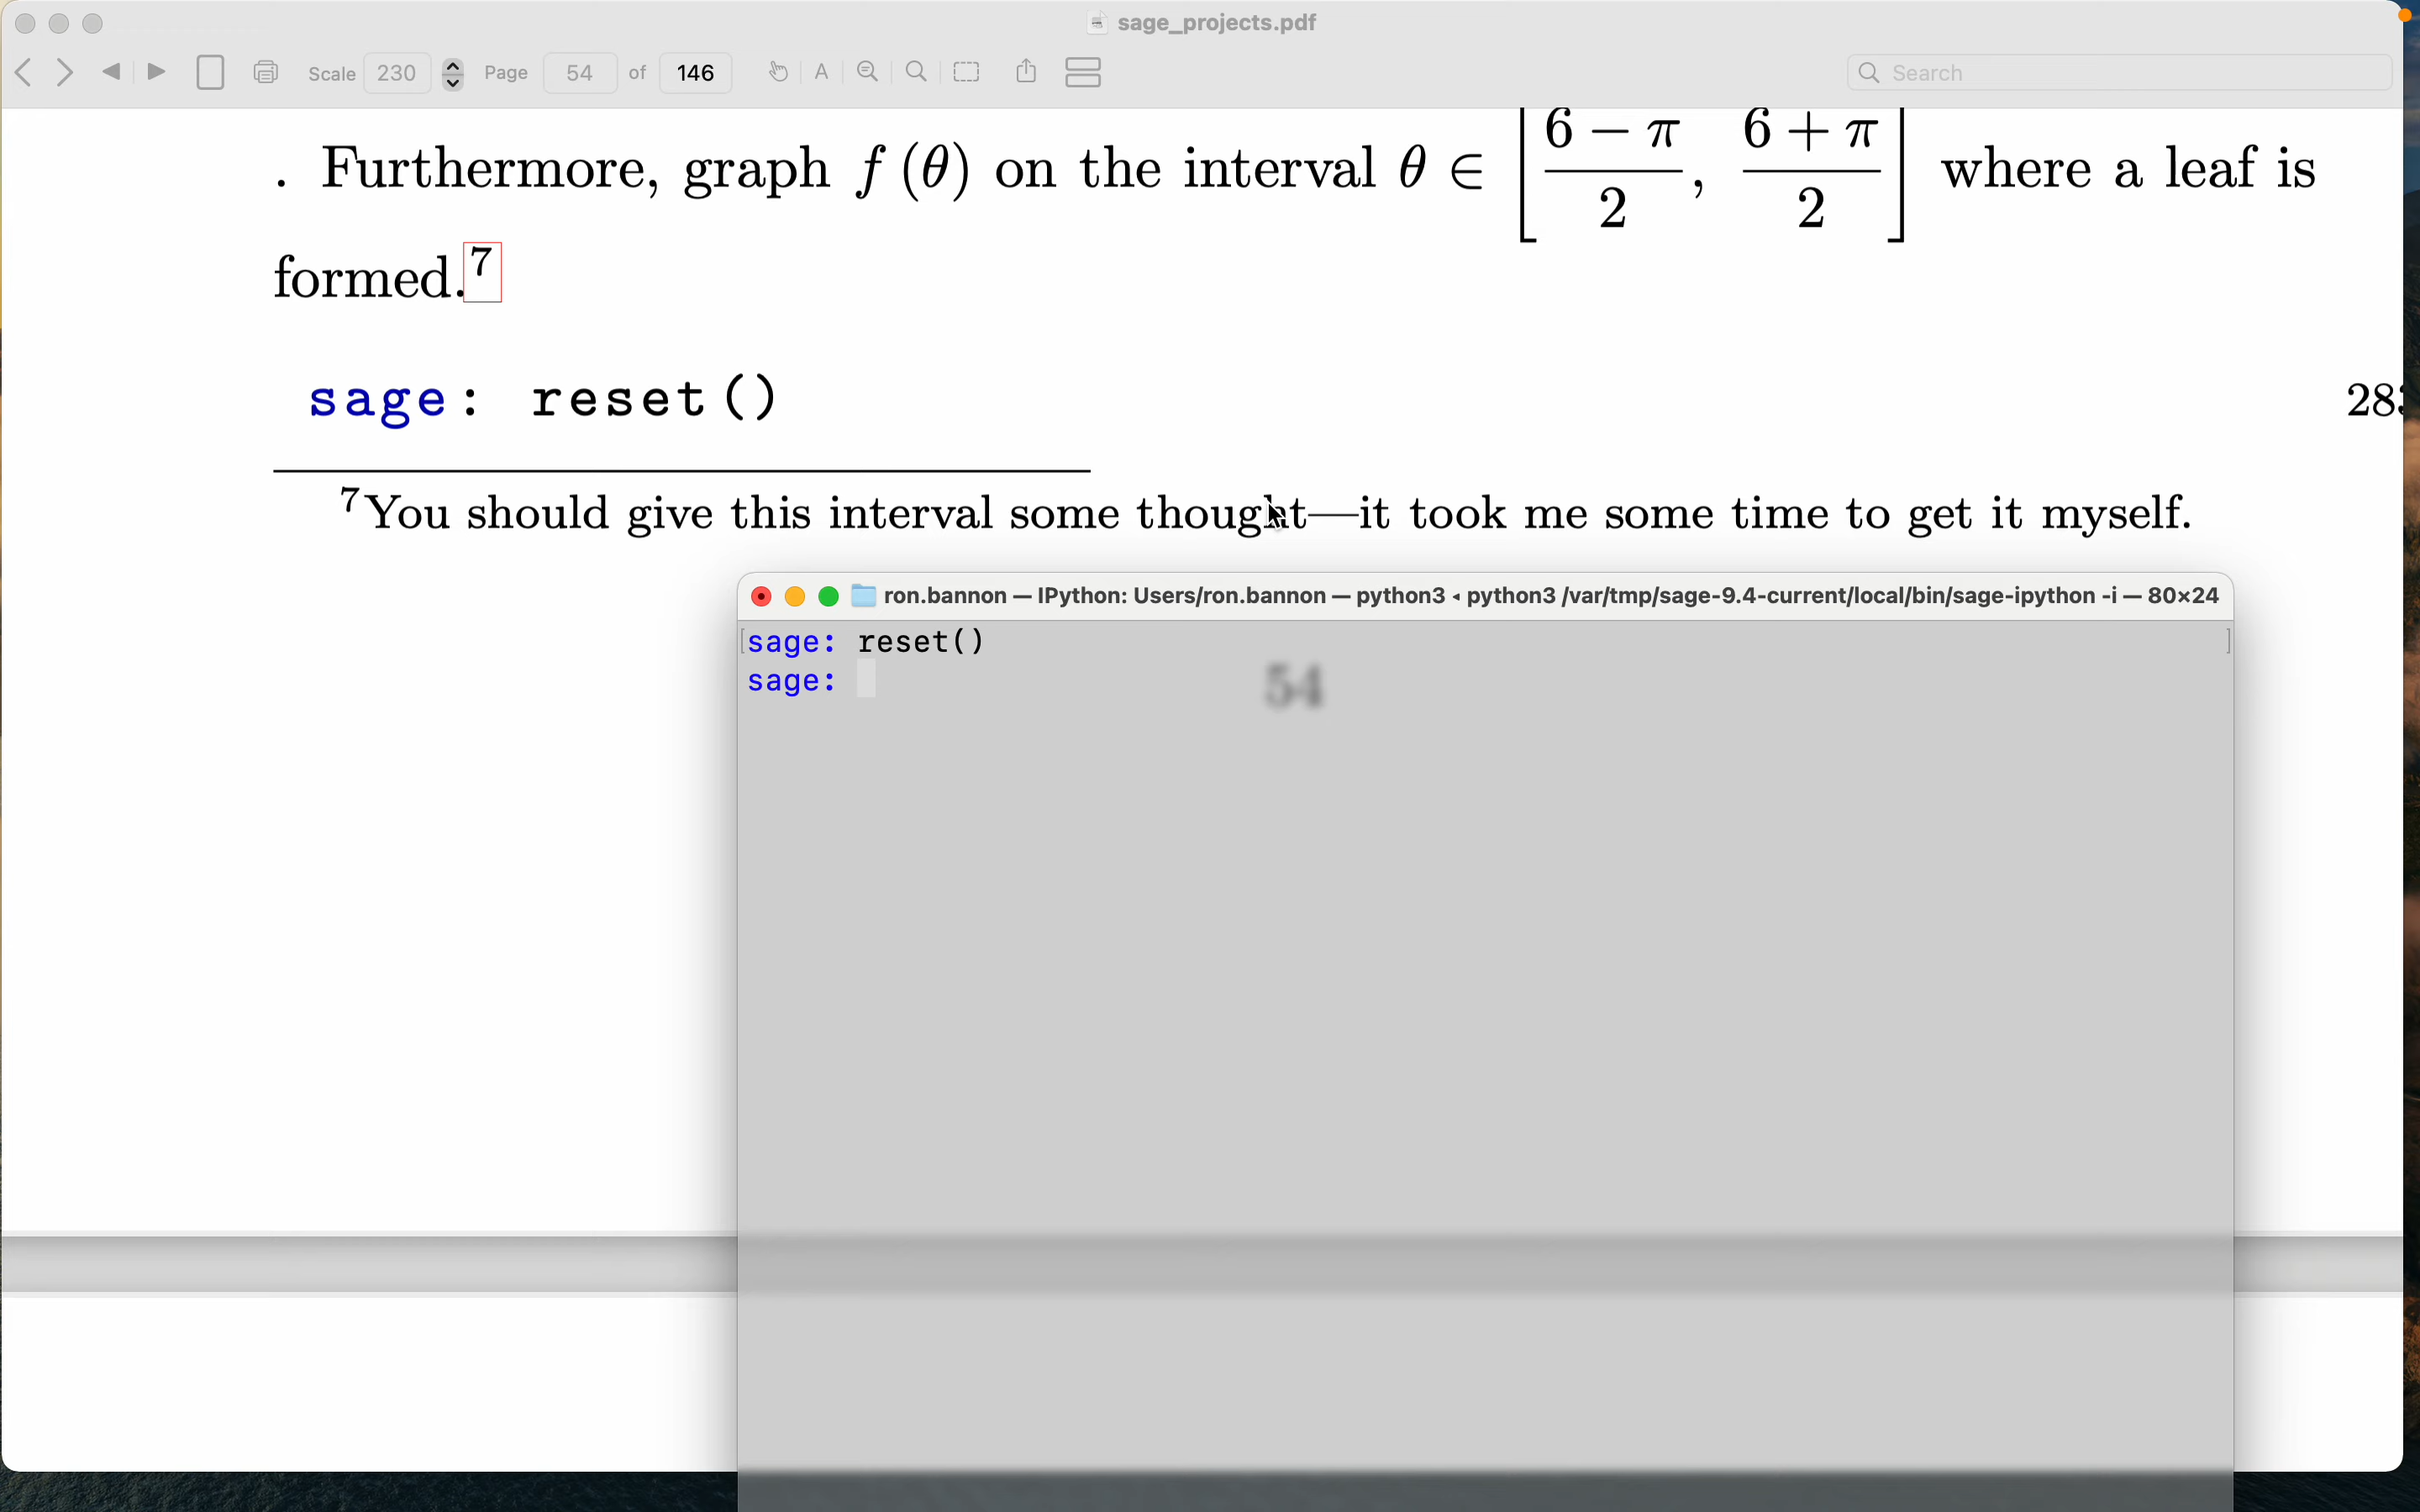 sage_projects.pdf
Scale 230 Page 54 of 146 A Search
. Furthermore, graph f (θ) on the interval θ ∈ [6 − π / 2, 6 + π / 2] where a leaf is
formed.7
sage: reset()
7You should give this interval some thought—it took me some time to get it myself.
ron.bannon — IPython: Users/ron.bannon — python3 ◂ python3 /var/tmp/sage-9.4-current/local/bin/sage-ipython -i — 80×24
sage: reset()
sage:
54